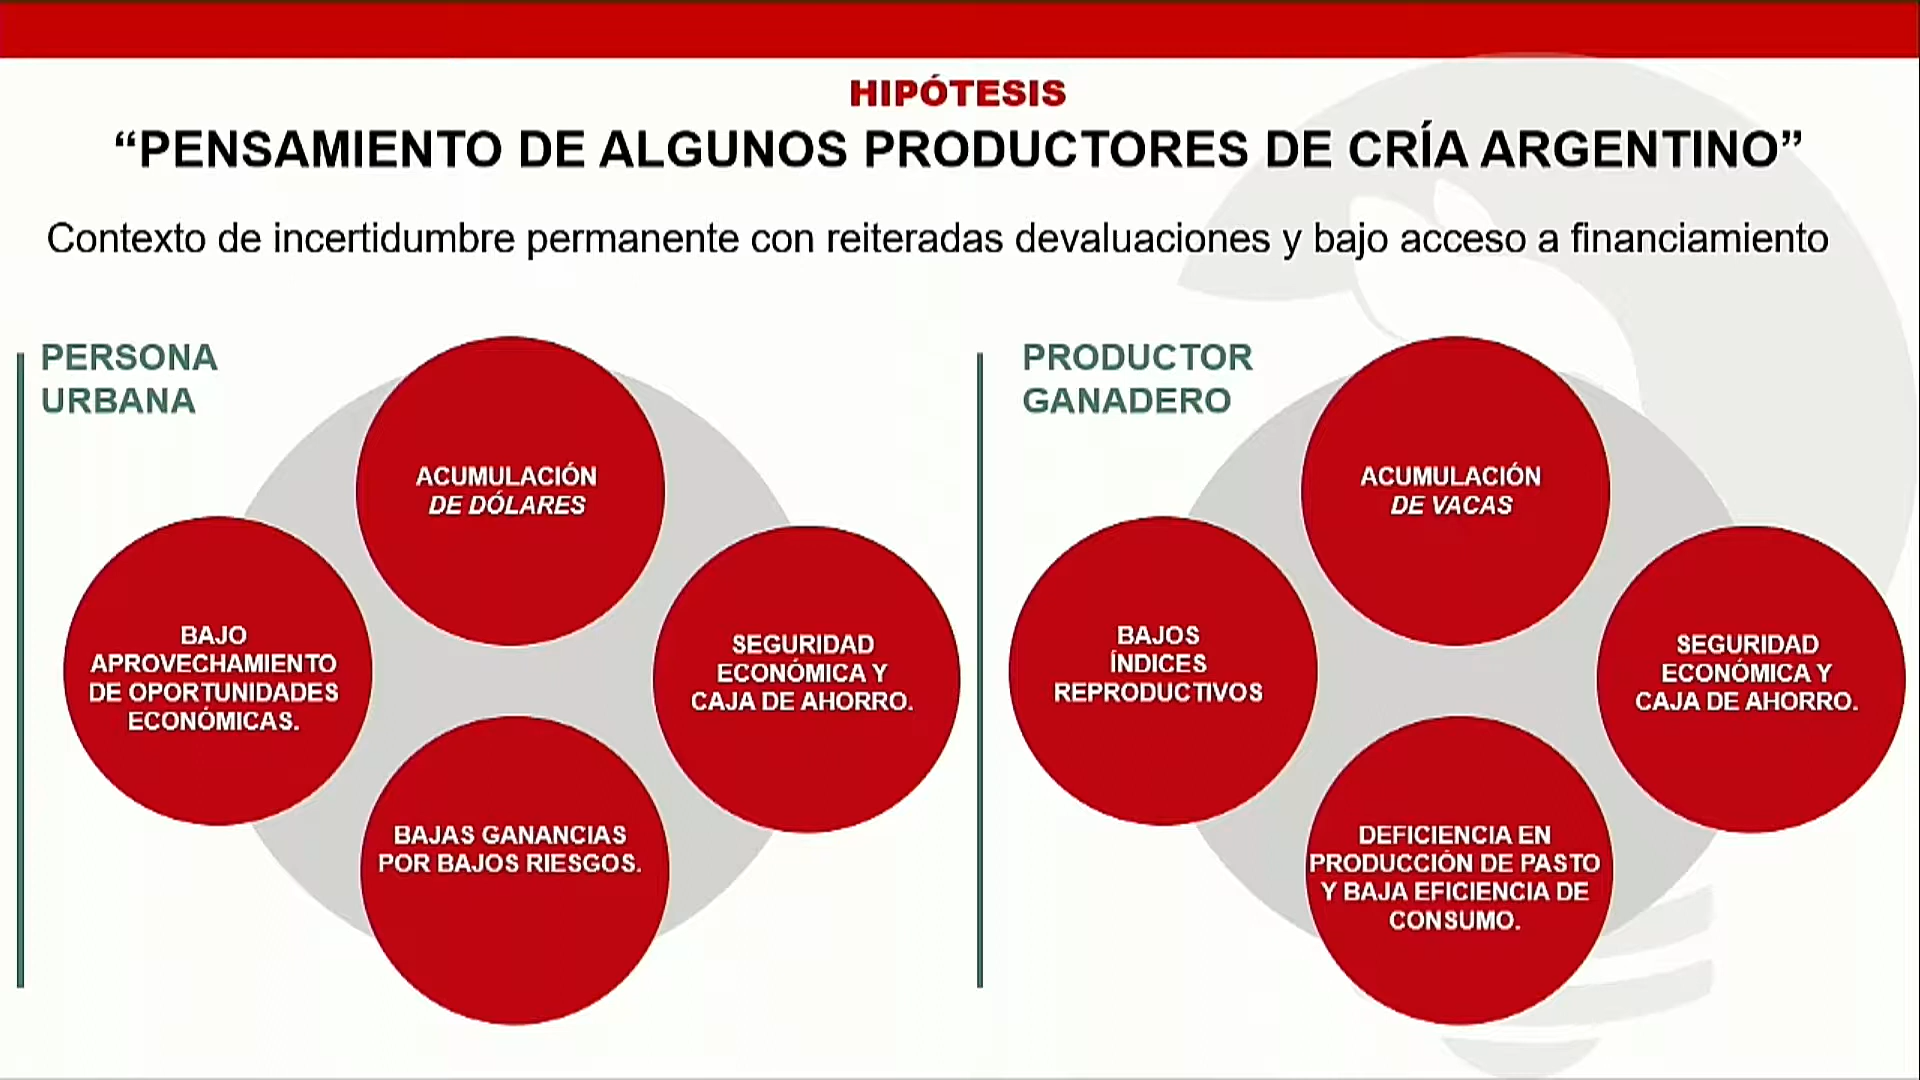 HIPÓTESIS
“PENSAMIENTO DE ALGUNOS PRODUCTORES DE CRÍA ARGENTINO”
Contexto de incertidumbre permanente con reiteradas devaluaciones y bajo acceso a financiamiento
PERSONA
URBANA
ACUMULACIÓN
DE DÓLARES
BAJO
APROVECHAMIENTO
DE OPORTUNIDADES
ECONÓMICAS.
SEGURIDAD
ECONÓMICA Y
CAJA DE AHORRO.
BAJAS GANANCIAS
POR BAJOS RIESGOS.
PRODUCTOR
GANADERO
ACUMULACIÓN
DE VACAS
BAJOS
ÍNDICES
REPRODUCTIVOS
SEGURIDAD
ECONÓMICA Y
CAJA DE AHORRO.
DEFICIENCIA EN
PRODUCCIÓN DE PASTO
Y BAJA EFICIENCIA DE
CONSUMO.